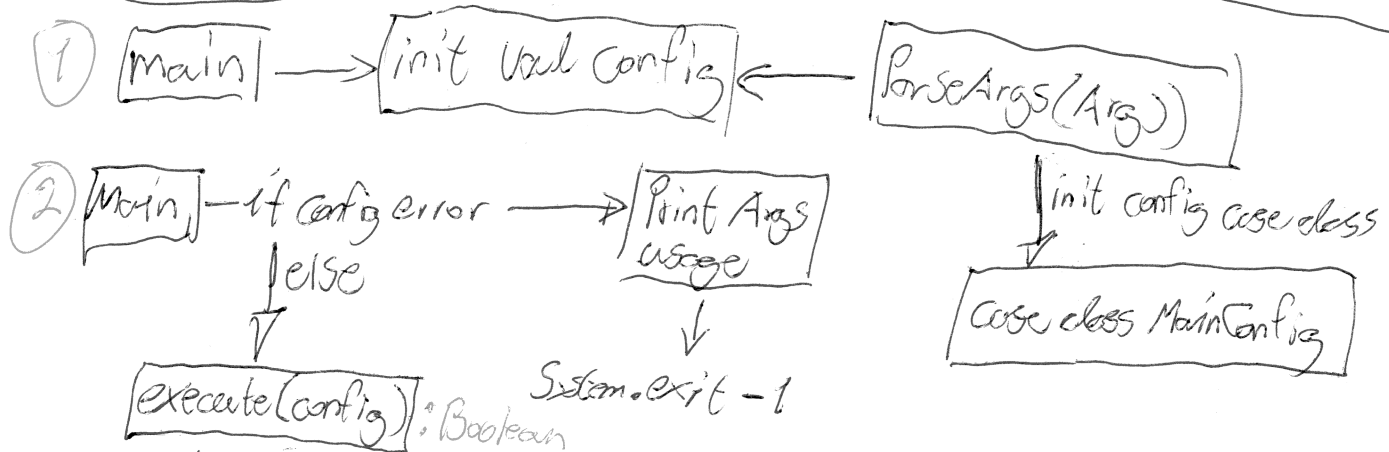 1 main init val config ParseArgs(Args)
init config case class
2 Main if config error Print Args
usage
else
case class MainConfig
execute(config) : Boolean
System.exit -1